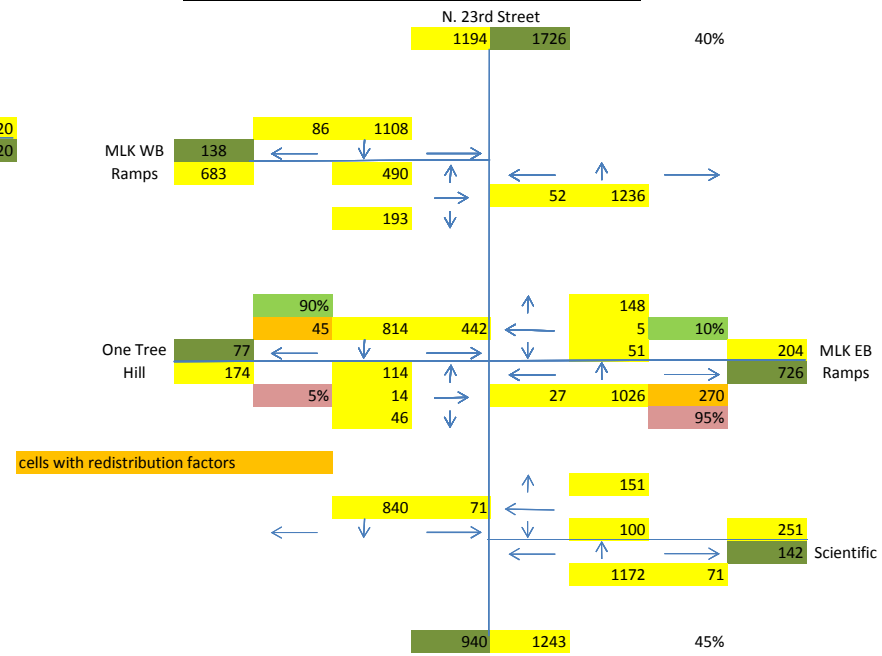 N. 23rd Street
1194 1726 40%
20 86 1108
20 MLK WB 138
Ramps 683 490
52 1236
193
90% 148
45 814 442 5 10%
One Tree 77 51 204 MLK EB
Hill 174 114 726 Ramps
5% 14 27 1026 270
46 95%
cells with redistribution factors
151
840 71
100 251
142 Scientific
1172 71
940 1243 45%